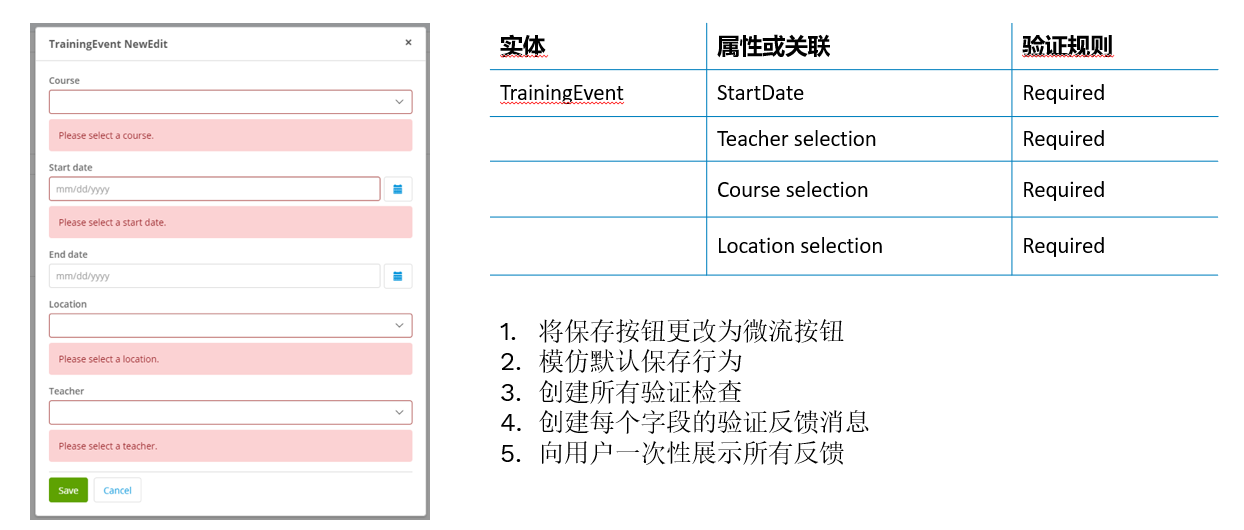 TrainingEvent NewEdit ×
Course
Please select a course.
Start date
mm/dd/yyyy
Please select a start date.
End date
mm/dd/yyyy
Location
Please select a location.
Teacher
Please select a teacher.
Save Cancel
实体 属性或关联 验证规则
TrainingEvent StartDate Required
Teacher selection Required
Course selection Required
Location selection Required
1. 将保存按钮更改为微流按钮
2. 模仿默认保存行为
3. 创建所有验证检查
4. 创建每个字段的验证反馈消息
5. 向用户一次性展示所有反馈